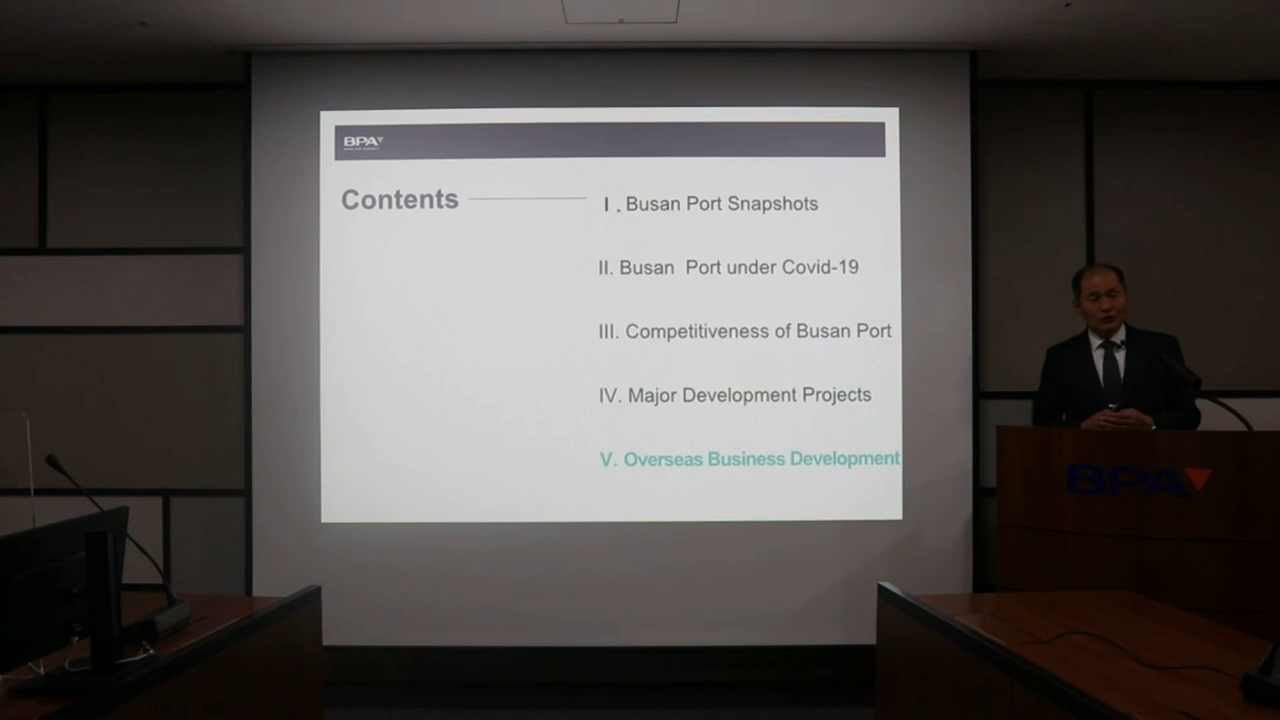 BPA
Contents
I . Busan Port Snapshots
II. Busan Port under Covid-19
III. Competitiveness of Busan Port
IV. Major Development Projects
V. Overseas Business Development
BPA